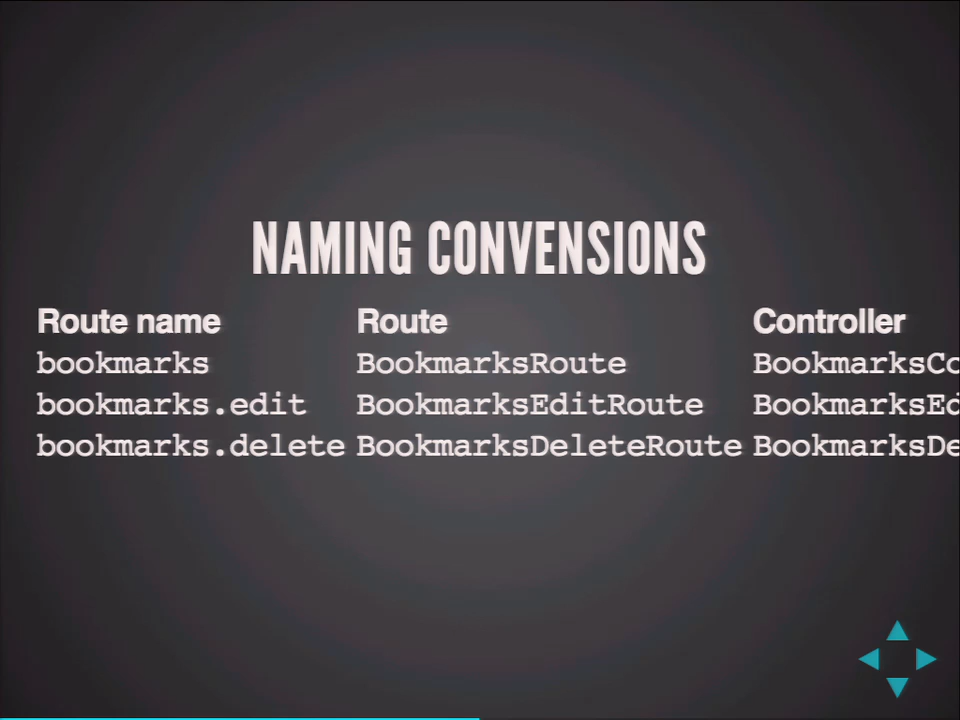 NAMING CONVENSIONS
Route name Route Controller
bookmarks BookmarksRoute BookmarksCo
bookmarks.edit BookmarksEditRoute BookmarksEd
bookmarks.delete BookmarksDeleteRoute BookmarksDe